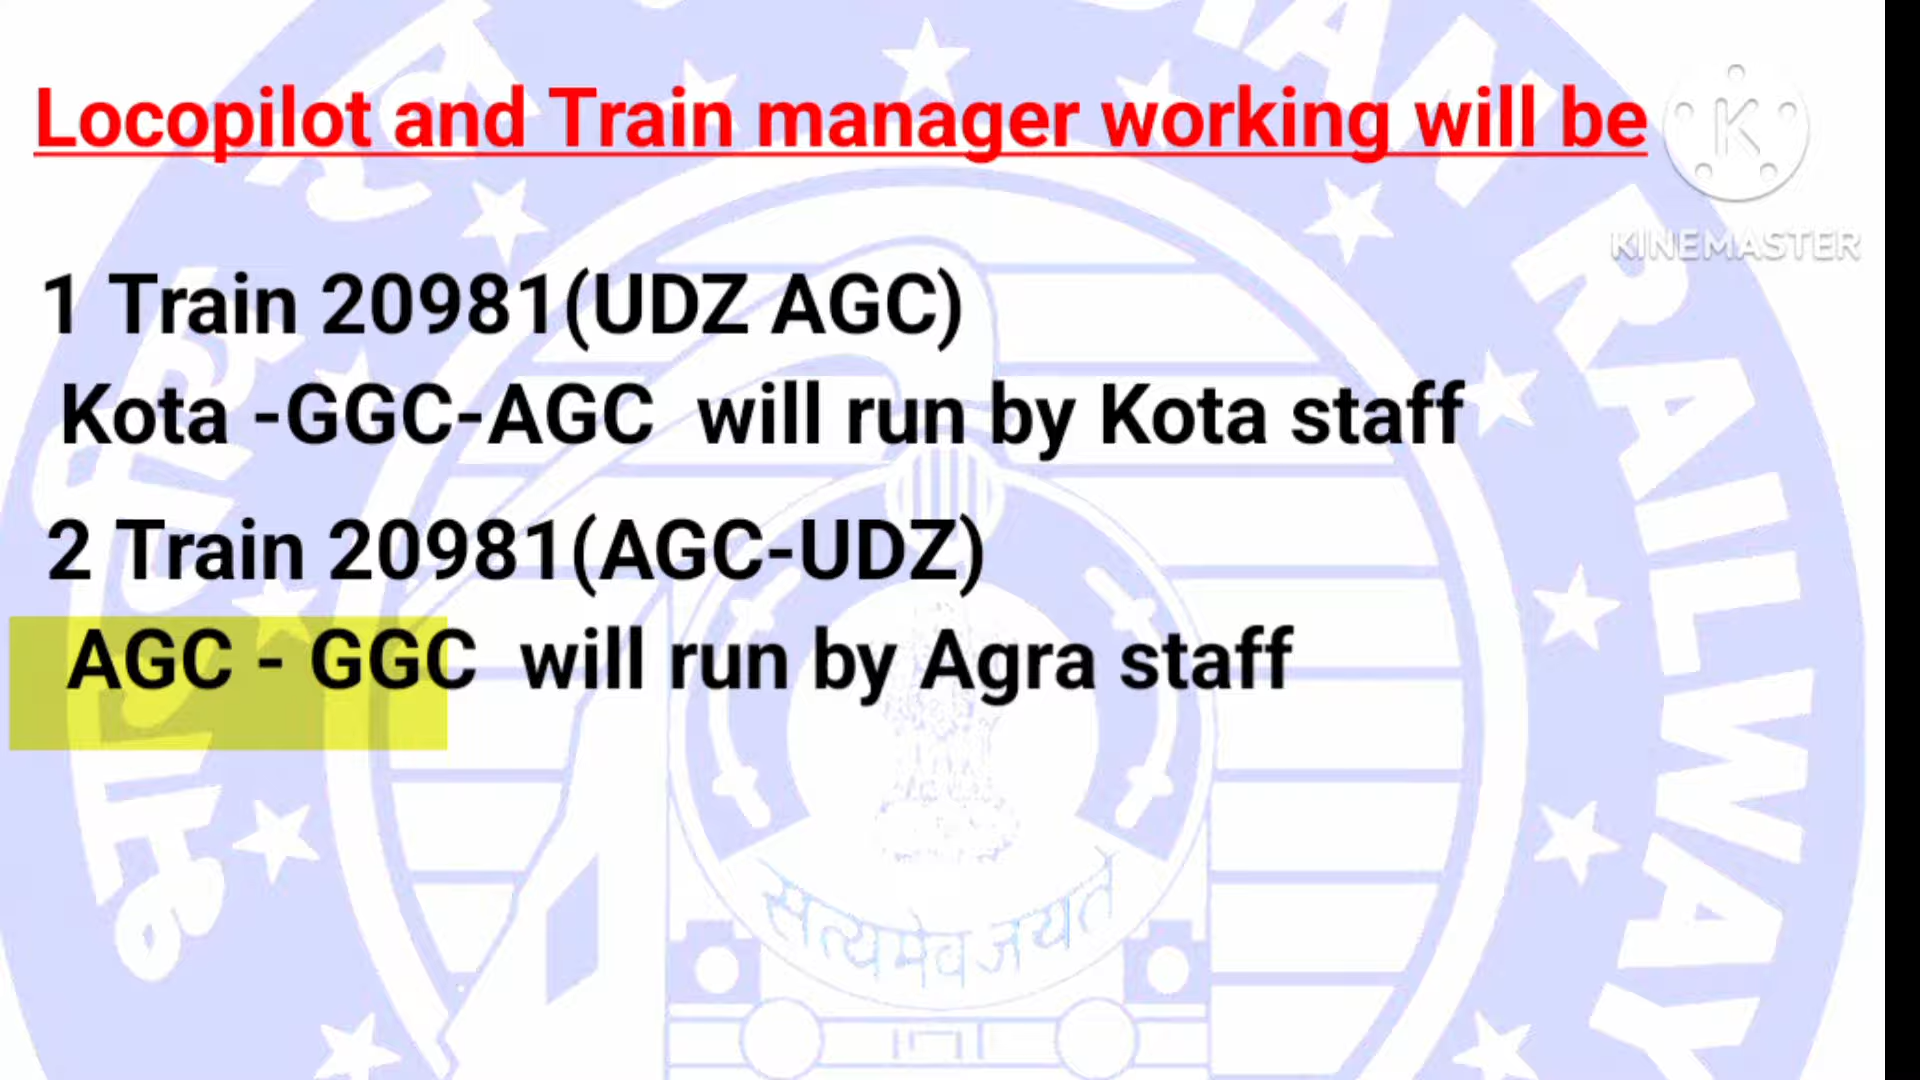 Locopilot and Train manager working will be
K
KINEMASTER
1 Train 20981(UDZ AGC)
Kota -GGC-AGC will run by Kota staff
2 Train 20981(AGC-UDZ)
AGC - GGC will run by Agra staff
सत्यमेव जयते
RAILWAY